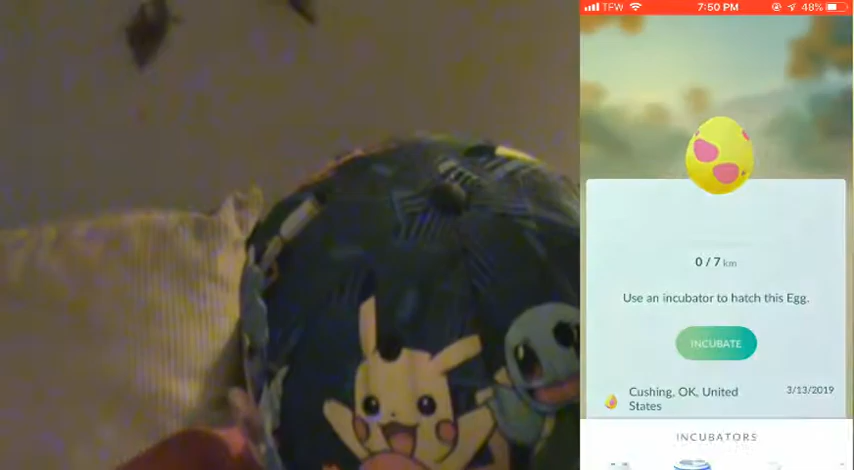 TFW 7:50 PM 48%
0 / 7 km
Use an incubator to hatch this Egg.
INCUBATE
Cushing, OK, United
States
3/13/2019
INCUBATORS